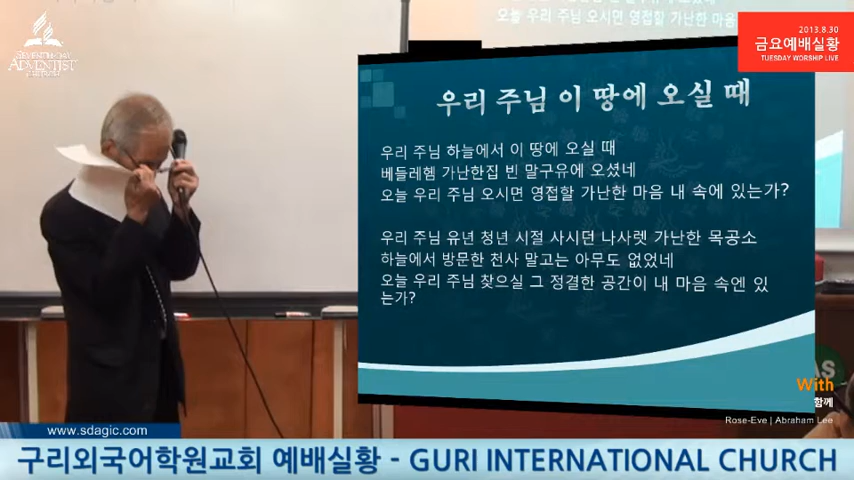 SEVENTH-DAY
ADVENTIST
CHURCH
오늘 우리 주님 오시면 영접할 가난한 마음
2013.8.30
금요예배실황
TUESDAY WORSHIP LIVE
우리 주님 이 땅에 오실 때
우리 주님 하늘에서 이 땅에 오실 때
베들레헴 가난한집 빈 말구유에 오셨네
오늘 우리 주님 오시면 영접할 가난한 마음 내 속에 있는가?
우리 주님 유년 청년 시절 사시던 나사렛 가난한 목공소
하늘에서 방문한 천사 말고는 아무도 없었네
오늘 우리 주님 찾으실 그 정결한 공간이 내 마음 속엔 있
는가?
With
함께
Rose-Eve | Abraham Lee
www.sdagic.com
구리외국어학원교회 예배실황 - GURI INTERNATIONAL CHURCH